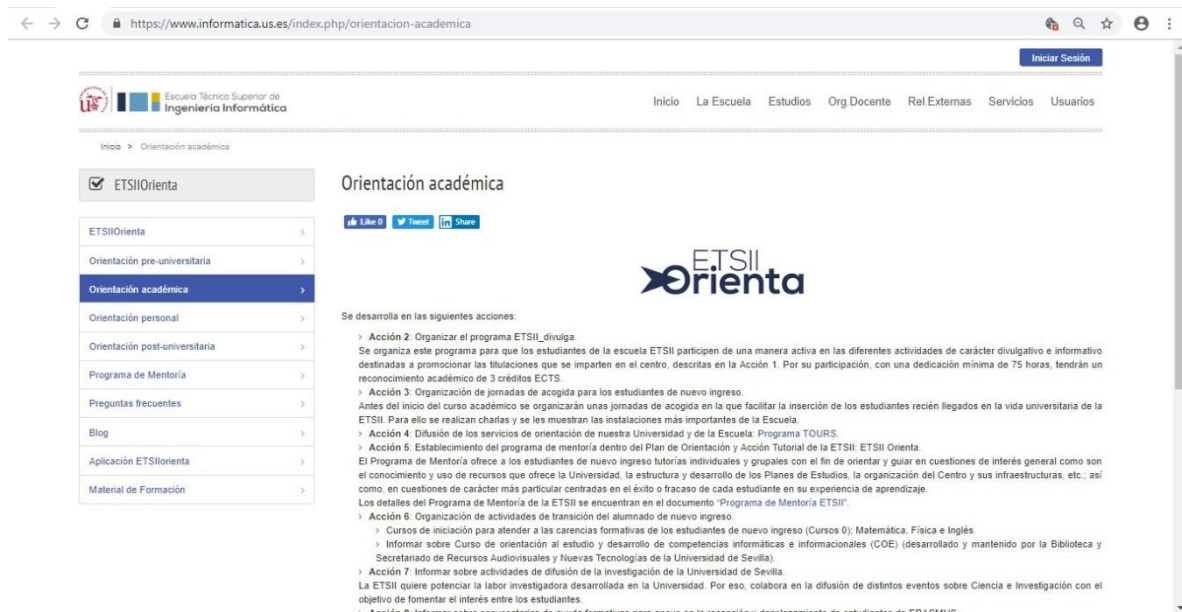 https://www.informatica.us.es/index.php/orientacion-academica
Iniciar Sesión
Escuela Técnica Superior de
Ingeniería Informática
Inicio La Escuela Estudios Org.Docente Rel.Externas Servicios Usuarios
Inicio > Orientación académica
ETSIIOrienta
ETSIIOrienta
Orientación pre-universitaria
Orientación académica
Orientación personal
Orientación post-universitaria
Programa de Mentoría
Preguntas frecuentes
Blog
Aplicación ETSIIorienta
Material de Formación
Orientación académica
Like 0 Tweet in Share
ETSII
Orienta
Se desarrolla en las siguientes acciones:
> Acción 2: Organizar el programa ETSII_divulga.
Se organiza este programa para que los estudiantes de la escuela ETSII participen de una manera activa en las diferentes actividades de carácter divulgativo e informativo
destinadas a promocionar las titulaciones que se imparten en el centro, descritas en la Acción 1. Por su participación, con una dedicación mínima de 75 horas, tendrán un
reconocimiento académico de 3 créditos ECTS.
> Acción 3: Organización de jornadas de acogida para los estudiantes de nuevo ingreso.
Antes del inicio del curso académico se organizarán unas jornadas de acogida en la que facilitar la inserción de los estudiantes recién llegados en la vida universitaria de la
ETSII. Para ello se realizan charlas y se les muestran las instalaciones más importantes de la Escuela.
> Acción 4: Difusión de los servicios de orientación de nuestra Universidad y de la Escuela: Programa TOURS.
> Acción 5: Establecimiento del programa de mentoría dentro del Plan de Orientación y Acción Tutorial de la ETSII: ETSII Orienta.
El Programa de Mentoría ofrece a los estudiantes de nuevo ingreso tutorías individuales y grupales con el fin de orientar y guiar en cuestiones de interés general como son
el conocimiento y uso de recursos que ofrece la Universidad, la estructura y desarrollo de los Planes de Estudios, la organización del Centro y sus infraestructuras, etc.; así
como, en cuestiones de carácter más particular centradas en el éxito o fracaso de cada estudiante en su experiencia de aprendizaje.
Los detalles del Programa de Mentoría de la ETSII se encuentran en el documento "Programa de Mentoría ETSII".
> Acción 6: Organización de actividades de transición del alumnado de nuevo ingreso.
> Cursos de iniciación para atender a las carencias formativas de los estudiantes de nuevo ingreso (Cursos 0): Matemática, Física e Inglés.
> Informar sobre Curso de orientación al estudio y desarrollo de competencias informáticas e informacionales (COE) (desarrollado y mantenido por la Biblioteca y
Secretariado de Recursos Audiovisuales y Nuevas Tecnologías de la Universidad de Sevilla).
> Acción 7: Informar sobre actividades de difusión de la investigación de la Universidad de Sevilla.
La ETSII quiere potenciar la labor investigadora desarrollada en la Universidad. Por eso, colabora en la difusión de distintos eventos sobre Ciencia e Investigación con el
objetivo de fomentar el interés entre los estudiantes.